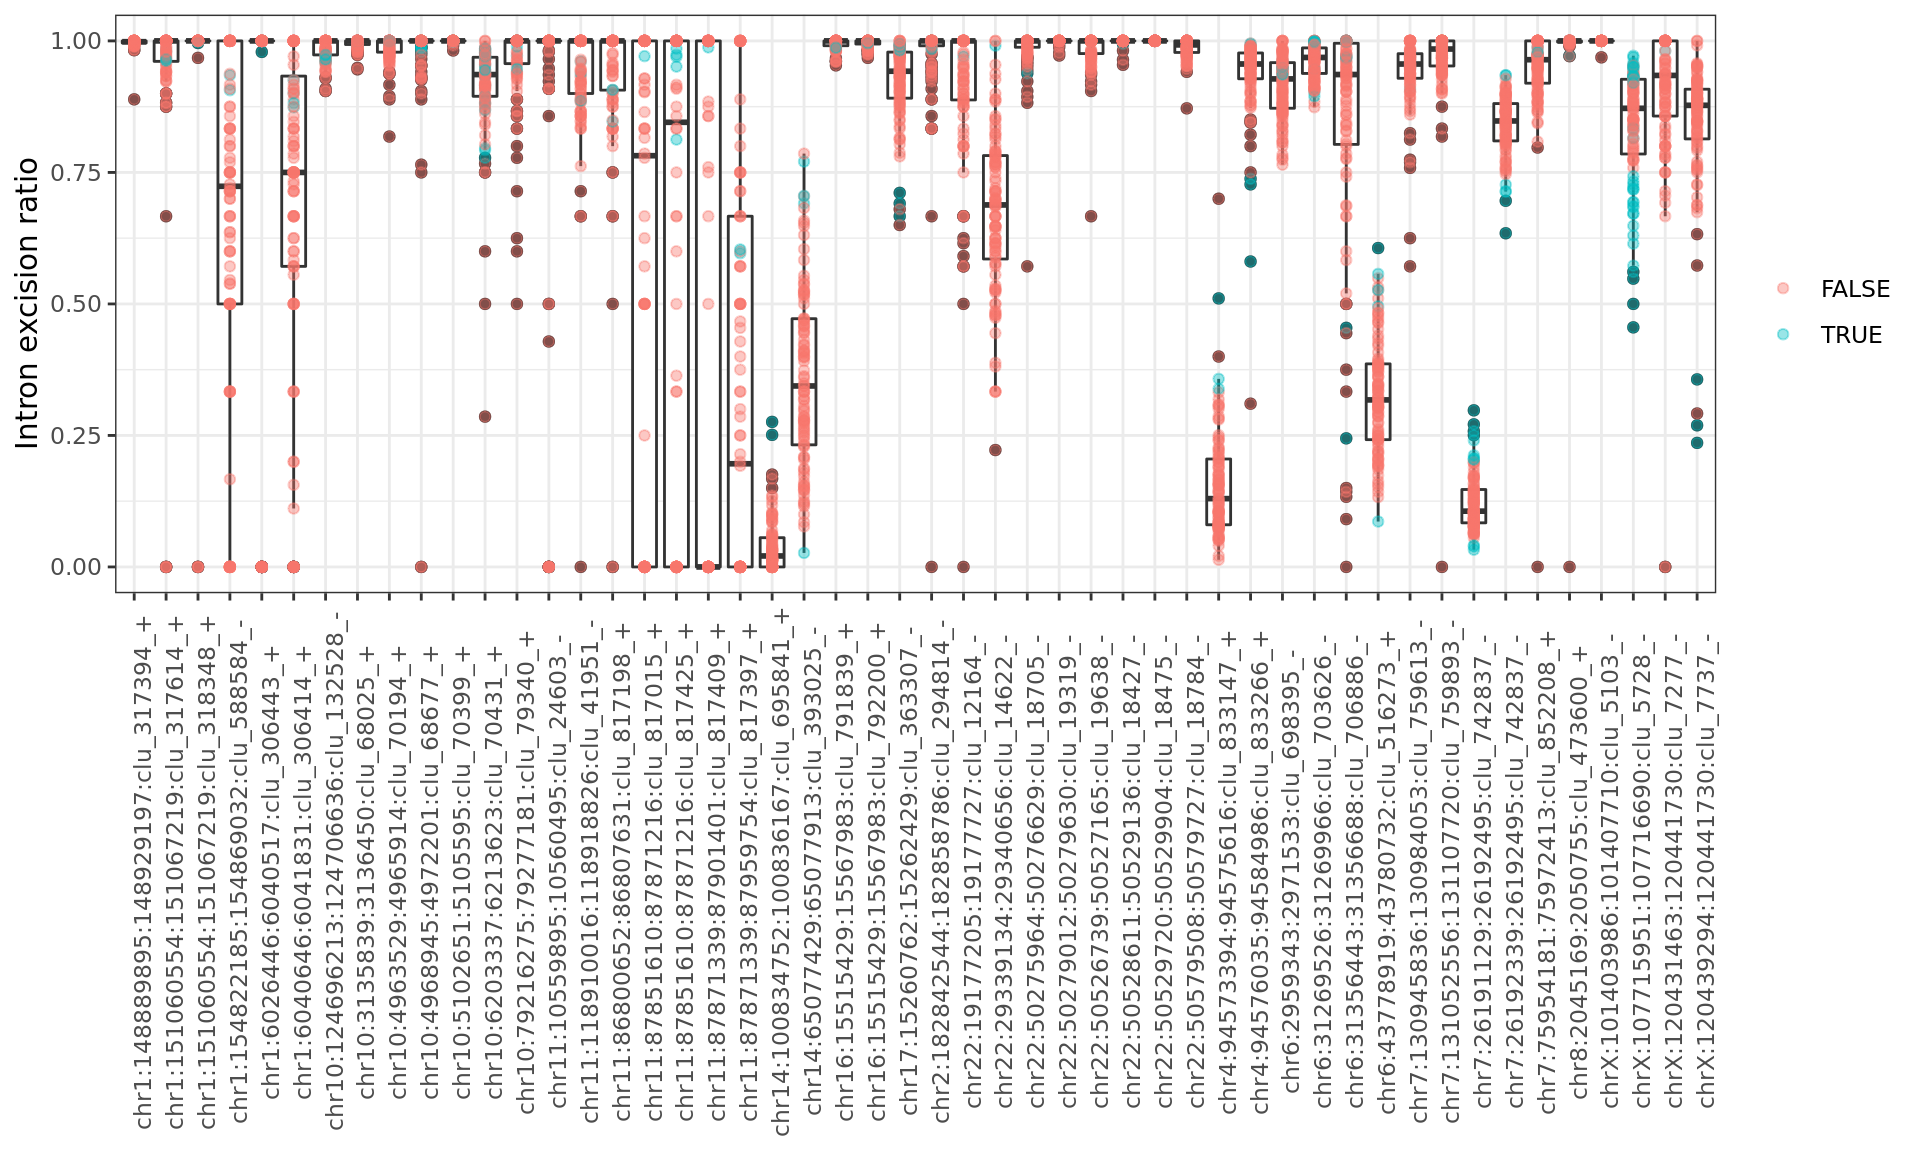 Intron excision ratio
1.00
0.75
0.50
0.25
0.00
chr1:148889895:148929197:clu_317394_+
chr1:151060554:151067219:clu_317614_+
chr1:151060554:151067219:clu_318348_+
chr1:154822185:154869032:clu_588584_-
chr1:6026446:6040517:clu_306443_+
chr1:6040646:6041831:clu_306414_+
chr10:124696213:124706636:clu_132528_-
chr10:3135839:3136450:clu_68025_+
chr10:4963529:4965914:clu_70194_+
chr10:4968945:4972201:clu_68677_+
chr10:5102651:5105595:clu_70399_+
chr10:6203337:6213623:clu_70431_+
chr10:79216275:79277181:clu_79340_+
chr11:10559895:10560495:clu_24603_-
chr11:118910016:118918826:clu_41951_-
chr11:86800652:86807631:clu_817198_+
chr11:87851610:87871216:clu_817015_+
chr11:87851610:87871216:clu_817425_+
chr11:87871339:87901401:clu_817409_+
chr11:87871339:87959754:clu_817397_+
chr14:100834752:100836167:clu_695841_+
chr14:65077429:65077913:clu_393025_-
chr16:15515429:15567983:clu_791839_+
chr16:15515429:15567983:clu_792200_+
chr17:15260762:15262429:clu_363307_-
chr2:182842544:182858786:clu_294814_-
chr22:19177205:19177727:clu_12164_-
chr22:29339134:29340656:clu_14622_-
chr22:50275964:50276629:clu_18705_-
chr22:50279012:50279630:clu_19319_-
chr22:50526739:50527165:clu_19638_-
chr22:50528611:50529136:clu_18427_-
chr22:50529720:50529904:clu_18475_-
chr22:50579508:50579727:clu_18784_-
chr4:94573394:94575616:clu_833147_+
chr4:94576035:94584986:clu_833266_+
chr6:2959343:2971533:clu_698395_-
chr6:31269526:31269966:clu_703626_-
chr6:31356443:31356688:clu_706886_-
chr6:43778919:43780732:clu_516273_+
chr7:130945836:130984053:clu_759613_-
chr7:131052556:131107720:clu_759893_-
chr7:26191129:26192495:clu_742837_-
chr7:26192339:26192495:clu_742837_-
chr7:75954181:75972413:clu_852208_+
chr8:2045169:2050755:clu_473600_+
chrX:101403986:101407710:clu_5103_-
chrX:107715951:107716690:clu_5728_-
chrX:120431463:120441730:clu_7277_-
chrX:120439294:120441730:clu_7737_-
FALSE
TRUE